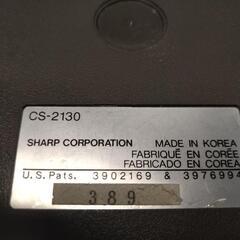 CS-2130
SHARP CORPORATION MADE IN KOREA
FABRIQUÉ EN CORÉE
FABRICADO EN COREA
U.S. Pats. 3902169 & 3976994
389